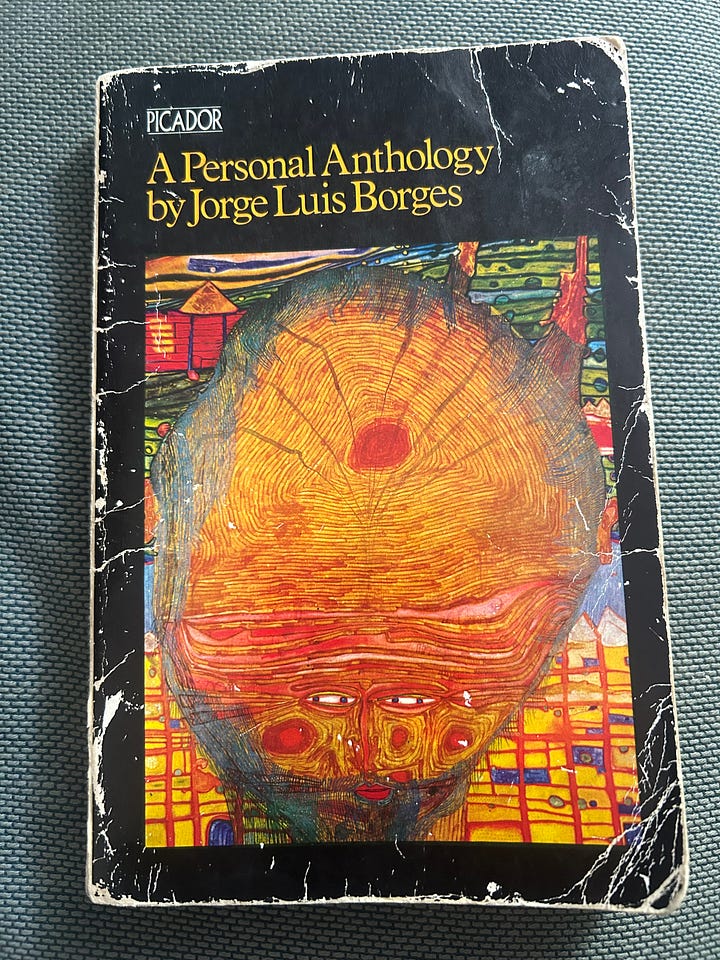 PICADOR
A Personal Anthology
by Jorge Luis Borges